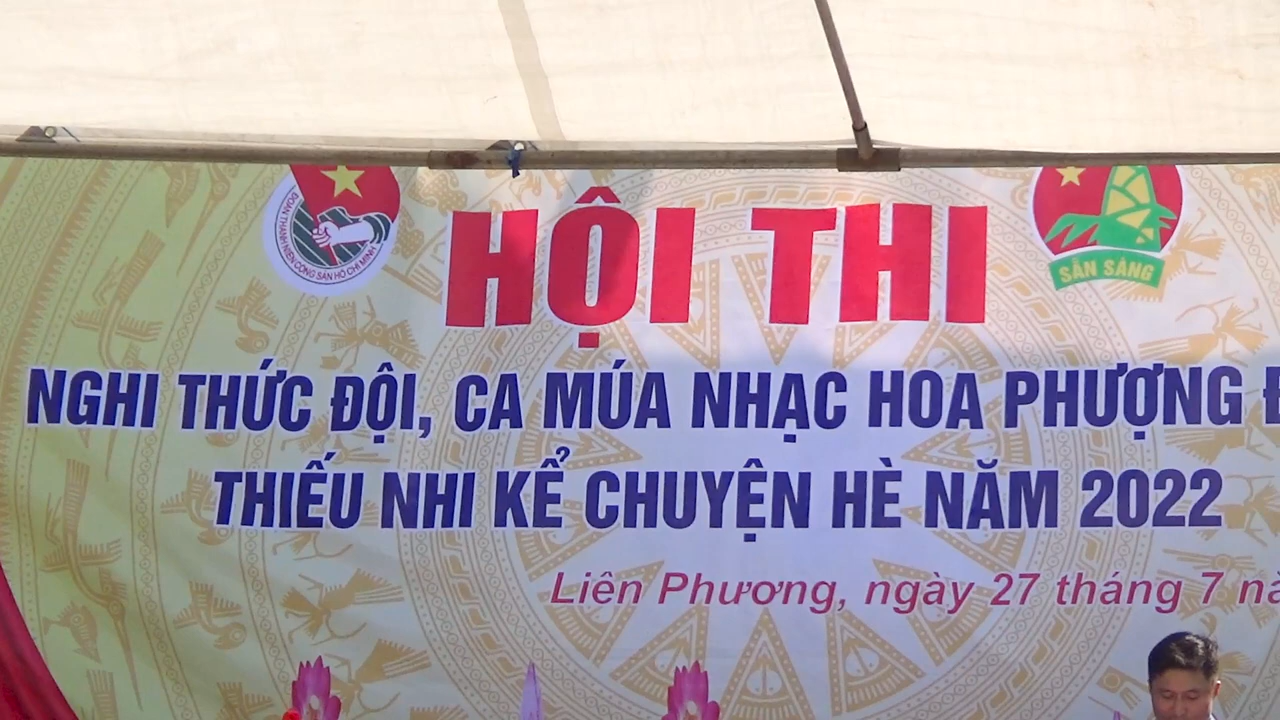 ĐOÀN THANH NIÊN CỘNG SẢN HỒ CHÍ MINH
HỘI THI
SẴN SÀNG
NGHI THỨC ĐỘI, CA MÚA NHẠC HOA PHƯỢNG Đ
THIẾU NHI KỂ CHUYỆN HÈ NĂM 2022
Liên Phương, ngày 27 tháng 7 nă